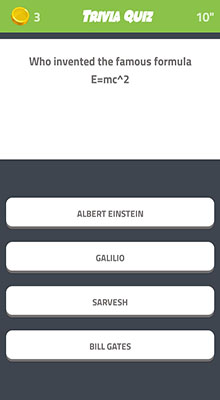 3 TRIVIA QUIZ 10"
Who invented the famous formula
E=mc^2
ALBERT EINSTEIN
GALILIO
SARVESH
BILL GATES